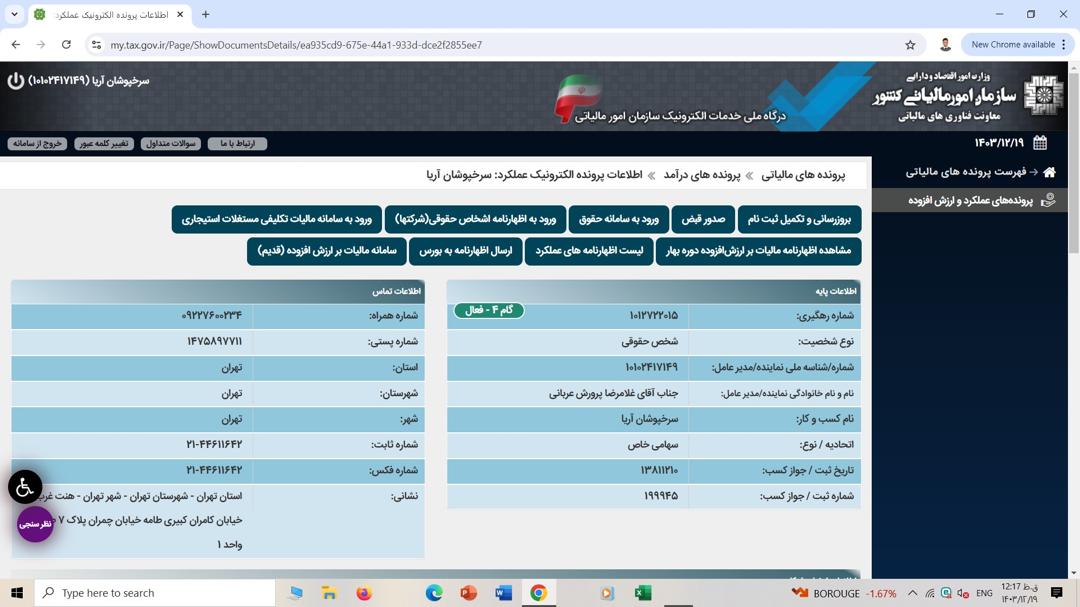 اطلاعات پرونده الکترونیک عملکرد:
my.tax.gov.ir/Page/ShowDocumentsDetails/ea935cd9-675e-44a1-933d-dce2f2855ee7
New Chrome available
وزارت امور اقتصاد و دارایی
سازمان امور مالیاتی کشور
معاونت فناوری های مالیاتی
درگاه ملی خدمات الکترونیک سازمان امور مالیاتی
سرخپوشان آریا (۱۰۱۰۲۴۱۷۱۴۹)
۱۴۰۳/۱۲/۱۹
ارتباط با ما
سوالات متداول
تغییر کلمه عبور
خروج از سامانه
فهرست پرونده های مالیاتی
پرونده‌های عملکرد و ارزش افزوده
پرونده های مالیاتی » پرونده های درآمد » اطلاعات پرونده الکترونیک عملکرد: سرخپوشان آریا
بروزرسانی و تکمیل ثبت نام
صدور قبض
ورود به سامانه حقوق
ورود به اظهارنامه اشخاص حقوقی(شرکتها)
ورود به سامانه مالیات تکلیفی مستغلات استیجاری
مشاهده اظهارنامه مالیات بر ارزش‌افزوده دوره بهار
لیست اظهارنامه های عملکرد
ارسال اظهارنامه به بورس
سامانه مالیات بر ارزش افزوده (قدیم)
اطلاعات پایه
گام ۴ - فعال
شماره رهگیری: ۱۰۱۲۷۲۲۰۱۵
نوع شخصیت: شخص حقوقی
شماره/شناسه ملی نماینده/مدیر عامل: ۱۰۱۰۲۴۱۷۱۴۹
نام و نام خانوادگی نماینده/مدیر عامل: جناب آقای غلامرضا پرورش عربانی
نام کسب و کار: سرخپوشان آریا
اتحادیه / نوع: سهامی خاص
تاریخ ثبت / جواز کسب: ۱۳۸۱۱۲۱۰
شماره ثبت / جواز کسب: ۱۹۹۹۴۵
اطلاعات تماس
شماره همراه: ۰۹۲۲۷۶۰۰۲۳۴
شماره پستی: ۱۴۷۵۸۹۷۷۱۱
استان: تهران
شهرستان: تهران
شهر: تهران
شماره ثابت: ۲۱-۴۴۶۱۱۶۴۲
شماره فکس: ۲۱-۴۴۶۱۱۶۴۲
نشانی: استان تهران - شهرستان تهران - شهر تهران - هنت غرب
خیابان کامران کبیری طامه خیابان چمران پلاک ۷
واحد ۱
نظرسنجی
Type here to search
BOROUGE -1.67%
ENG
12:17 ق.ظ
۱۴۰۳/۱۲/۱۹